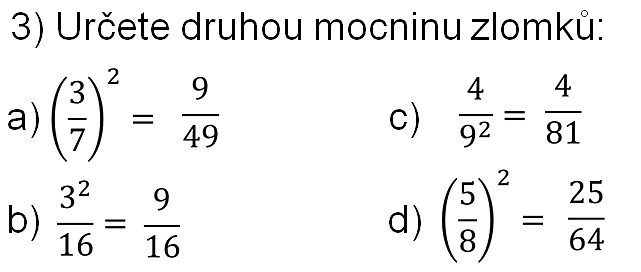 3) Určete druhou mocninu zlomků:
a) (3/7)² = 9/49
c) 4/9² = 4/81
b) 3²/16 = 9/16
d) (5/8)² = 25/64